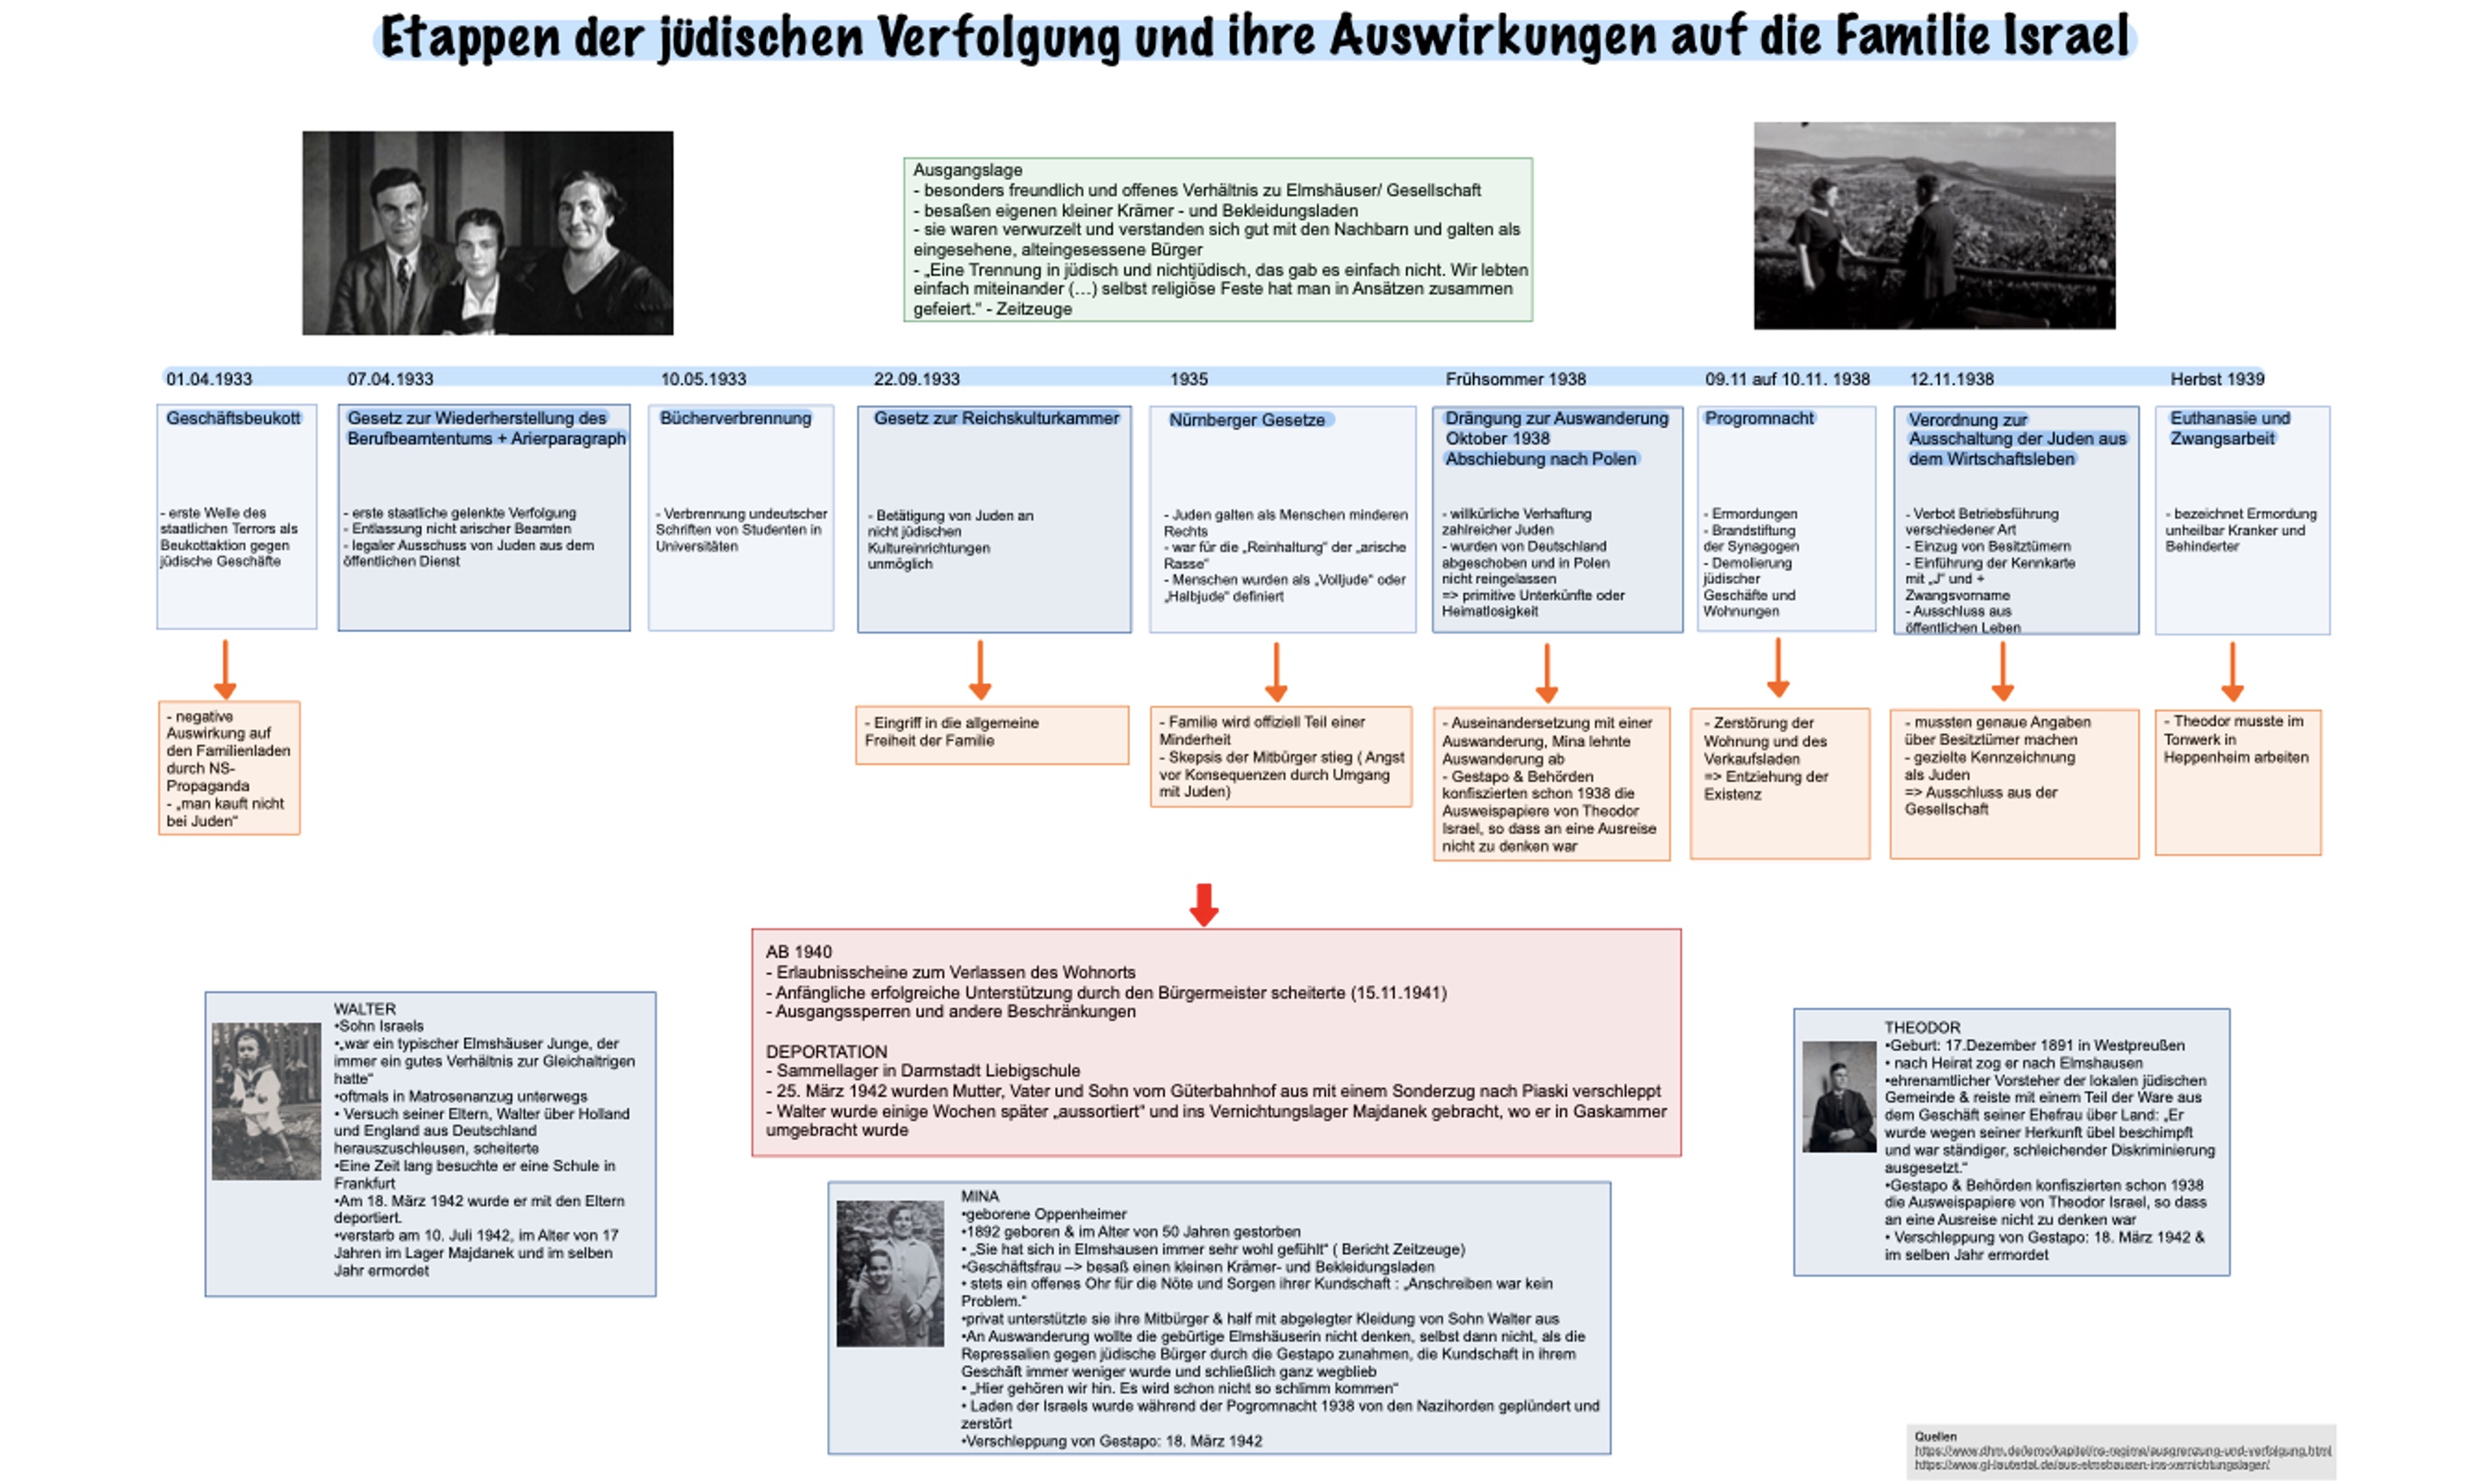 Etappen der jüdischen Verfolgung und ihre Auswirkungen auf die Familie Israel
Ausgangslage
- besonders freundlich und offenes Verhältnis zu Elmshäuser/ Gesellschaft
- besaßen eigenen kleiner Krämer - und Bekleidungsladen
- sie waren verwurzelt und verstanden sich gut mit den Nachbarn und galten als
eingesehene, alteingesessene Bürger
- „Eine Trennung in jüdisch und nichtjüdisch, das gab es einfach nicht. Wir lebten
einfach miteinander (...) selbst religiöse Feste hat man in Ansätzen zusammen
gefeiert.“ - Zeitzeuge
01.04.1933
Geschäftsbeukott
- erste Welle des
staatlichen Terrors als
Beukottaktion gegen
jüdische Geschäfte
- negative
Auswirkung auf
den Familienladen
durch NS-
Propaganda
- „man kauft nicht
bei Juden“
07.04.1933
Gesetz zur Wiederherstellung des
Berufbeamtentums + Arierparagraph
- erste staatliche gelenkte Verfolgung
- Entlassung nicht arischer Beamten
- legaler Ausschuss von Juden aus dem
öffentlichen Dienst
10.05.1933
Bücherverbrennung
- Verbrennung undeutscher
Schriften von Studenten in
Universitäten
22.09.1933
Gesetz zur Reichskulturkammer
- Betätigung von Juden an
nicht jüdischen
Kultureinrichtungen
unmöglich
- Eingriff in die allgemeine
Freiheit der Familie
1935
Nürnberger Gesetze
- Juden galten als Menschen minderen
Rechts
- war für die „Reinhaltung“ der „arische
Rasse“
- Menschen wurden als „Volljude“ oder
„Halbjude“ definiert
- Familie wird offiziell Teil einer
Minderheit
- Skepsis der Mitbürger stieg ( Angst
vor Konsequenzen durch Umgang
mit Juden)
Frühsommer 1938
Drängung zur Auswanderung
Oktober 1938
Abschiebung nach Polen
- willkürliche Verhaftung
zahlreicher Juden
- wurden von Deutschland
abgeschoben und in Polen
nicht reingelassen
=> primitive Unterkünfte oder
Heimatlosigkeit
- Auseinandersetzung mit einer
Auswanderung, Mina lehnte
Auswanderung ab
- Gestapo & Behörden
konfiszierten schon 1938 die
Ausweispapiere von Theodor
Israel, so dass an eine Ausreise
nicht zu denken war
09.11 auf 10.11. 1938
Progromnacht
- Ermordungen
- Brandstiftung
der Synagogen
- Demolierung
jüdischer
Geschäfte und
Wohnungen
- Zerstörung der
Wohnung und des
Verkaufsladen
=> Entziehung der
Existenz
12.11.1938
Verordnung zur
Ausschaltung der Juden aus
dem Wirtschaftsleben
- Verbot Betriebsführung
verschiedener Art
- Einzug von Besitztümern
- Einführung der Kennkarte
mit „J“ und +
Zwangsvorname
- Ausschluss aus
öffentlichen Leben
- mussten genaue Angaben
über Besitztümer machen
- gezielte Kennzeichnung
als Juden
=> Ausschluss aus der
Gesellschaft
Herbst 1939
Euthanasie und
Zwangsarbeit
- bezeichnet Ermordung
unheilbar Kranker und
Behinderter
- Theodor musste im
Tonwerk in
Heppenheim arbeiten
AB 1940
- Erlaubnisscheine zum Verlassen des Wohnorts
- Anfängliche erfolgreiche Unterstützung durch den Bürgermeister scheiterte (15.11.1941)
- Ausgangssperren und andere Beschränkungen
DEPORTATION
- Sammellager in Darmstadt Liebigschule
- 25. März 1942 wurden Mutter, Vater und Sohn vom Güterbahnhof aus mit einem Sonderzug nach Piaski verschleppt
- Walter wurde einige Wochen später „aussortiert“ und ins Vernichtungslager Majdanek gebracht, wo er in Gaskammer
umgebracht wurde
WALTER
•Sohn Israels
•„war ein typischer Elmshäuser Junge, der
immer ein gutes Verhältnis zur Gleichaltrigen
hatte“
•oftmals in Matrosenanzug unterwegs
• Versuch seiner Eltern, Walter über Holland
und England aus Deutschland
herauszuschleusen, scheiterte
•Eine Zeit lang besuchte er eine Schule in
Frankfurt
•Am 18. März 1942 wurde er mit den Eltern
deportiert.
•verstarb am 10. Juli 1942, im Alter von 17
Jahren im Lager Majdanek und im selben
Jahr ermordet
MINA
•geborene Oppenheimer
•1892 geboren & im Alter von 50 Jahren gestorben
• „Sie hat sich in Elmshausen immer sehr wohl gefühlt“ ( Bericht Zeitzeuge)
•Geschäftsfrau –> besaß einen kleinen Krämer- und Bekleidungsladen
• stets ein offenes Ohr für die Nöte und Sorgen ihrer Kundschaft : „Anschreiben war kein
Problem.“
•privat unterstützte sie ihre Mitbürger & half mit abgelegter Kleidung von Sohn Walter aus
•An Auswanderung wollte die gebürtige Elmshäuserin nicht denken, selbst dann nicht, als die
Repressalien gegen jüdische Bürger durch die Gestapo zunahmen, die Kundschaft in ihrem
Geschäft immer weniger wurde und schließlich ganz wegblieb
• „Hier gehören wir hin. Es wird schon nicht so schlimm kommen“
• Laden der Israels wurde während der Pogromnacht 1938 von den Nazihorden geplündert und
zerstört
•Verschleppung von Gestapo: 18. März 1942
THEODOR
•Geburt: 17.Dezember 1891 in Westpreußen
• nach Heirat zog er nach Elmshausen
•ehrenamtlicher Vorsteher der lokalen jüdischen
Gemeinde & reiste mit einem Teil der Ware aus
dem Geschäft seiner Ehefrau über Land: „Er
wurde wegen seiner Herkunft übel beschimpft
und war ständiger, schleichender Diskriminierung
ausgesetzt.“
•Gestapo & Behörden konfiszierten schon 1938
die Ausweispapiere von Theodor Israel, so dass
an eine Ausreise nicht zu denken war
• Verschleppung von Gestapo: 18. März 1942 &
im selben Jahr ermordet
Quellen
https://www.dhm.de/lemo/kapitel/ns-regime/ausgrenzung-und-verfolgung.html
https://www.gl-lautertal.de/aus-elmshausen-ins-vernichtungslager/